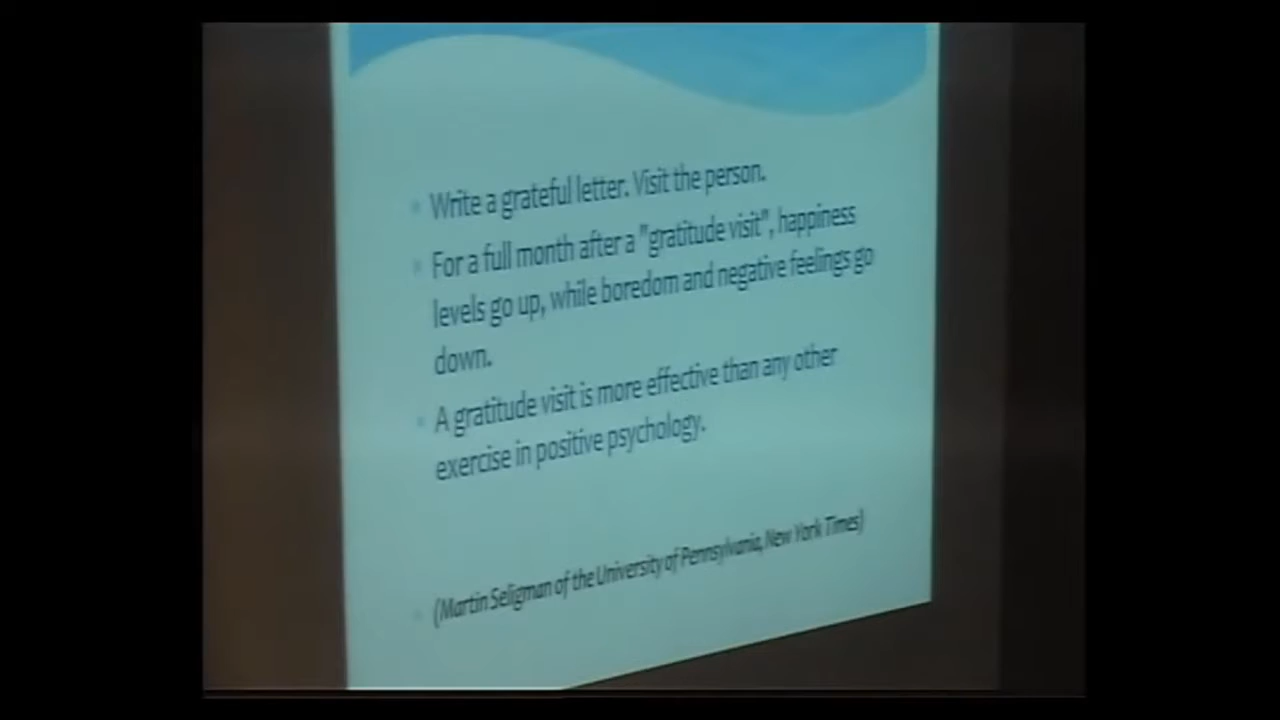 Write a grateful letter. Visit the person.
For a full month after a "gratitude visit", happiness
levels go up, while boredom and negative feelings go
down.
A gratitude visit is more effective than any other
exercise in positive psychology.
(Martin Seligman of the University of Pennsylvania, New York Times)